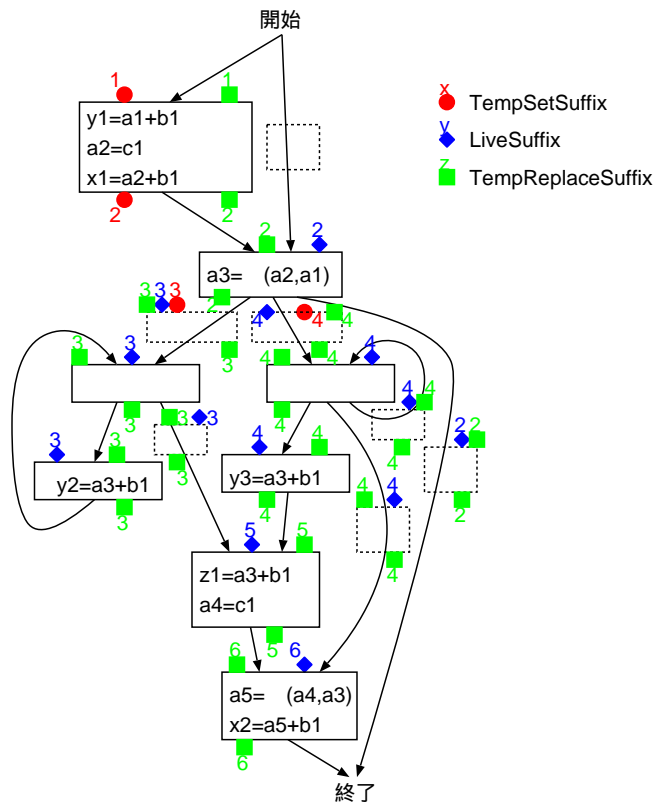 開始
1
1
x
TempSetSuffix
y
LiveSuffix
z
TempReplaceSuffix
y1=a1+b1
a2=c1
x1=a2+b1
2
2
2
2
a3= (a2,a1)
2
3
3
3
4
4
4
3
4
3
3
4
4
3
4
3
3
4
4
3
4
2
2
3
3
4
4
y2=a3+b1
y3=a3+b1
3
4
4
4
2
5
5
4
z1=a3+b1
a4=c1
5
6
6
a5= (a4,a3)
x2=a5+b1
6
終了